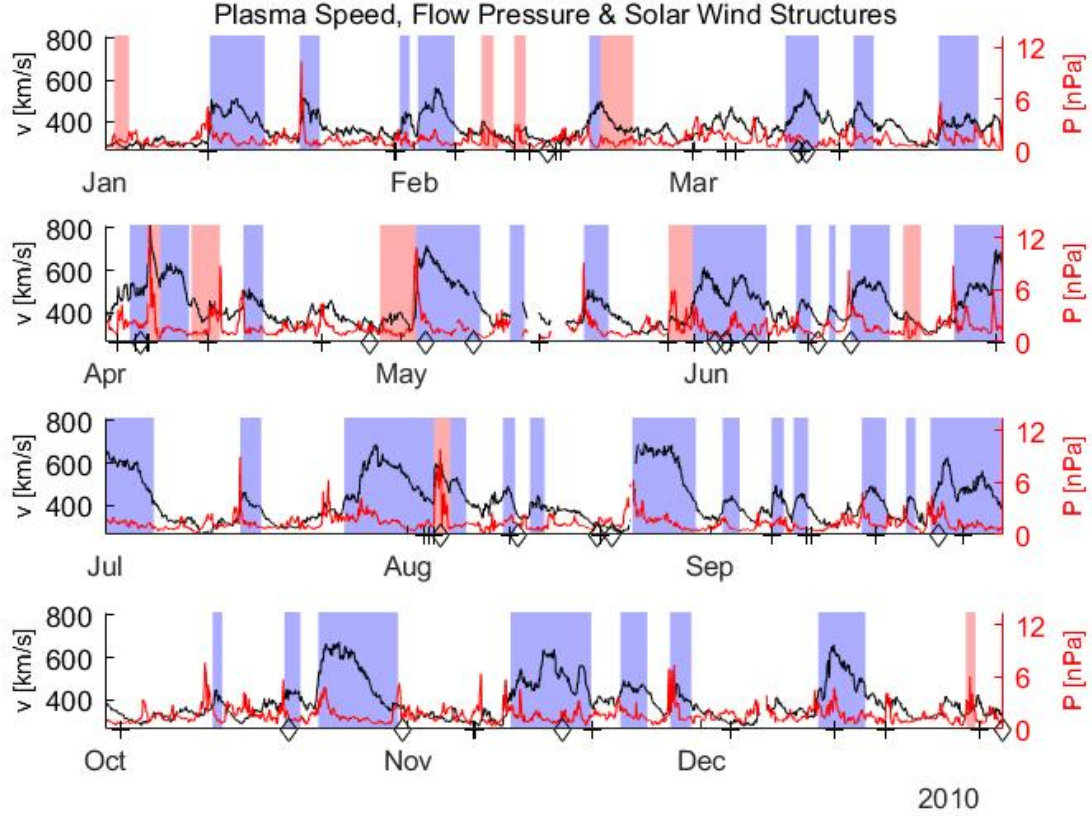 Plasma Speed, Flow Pressure & Solar Wind Structures
800
600
400
v [km/s]
12
6
0
P [nPa]
Jan
Feb
Mar
800
600
400
v [km/s]
12
6
0
P [nPa]
Apr
May
Jun
800
600
400
v [km/s]
12
6
0
P [nPa]
Jul
Aug
Sep
800
600
400
v [km/s]
12
6
0
P [nPa]
Oct
Nov
Dec
2010